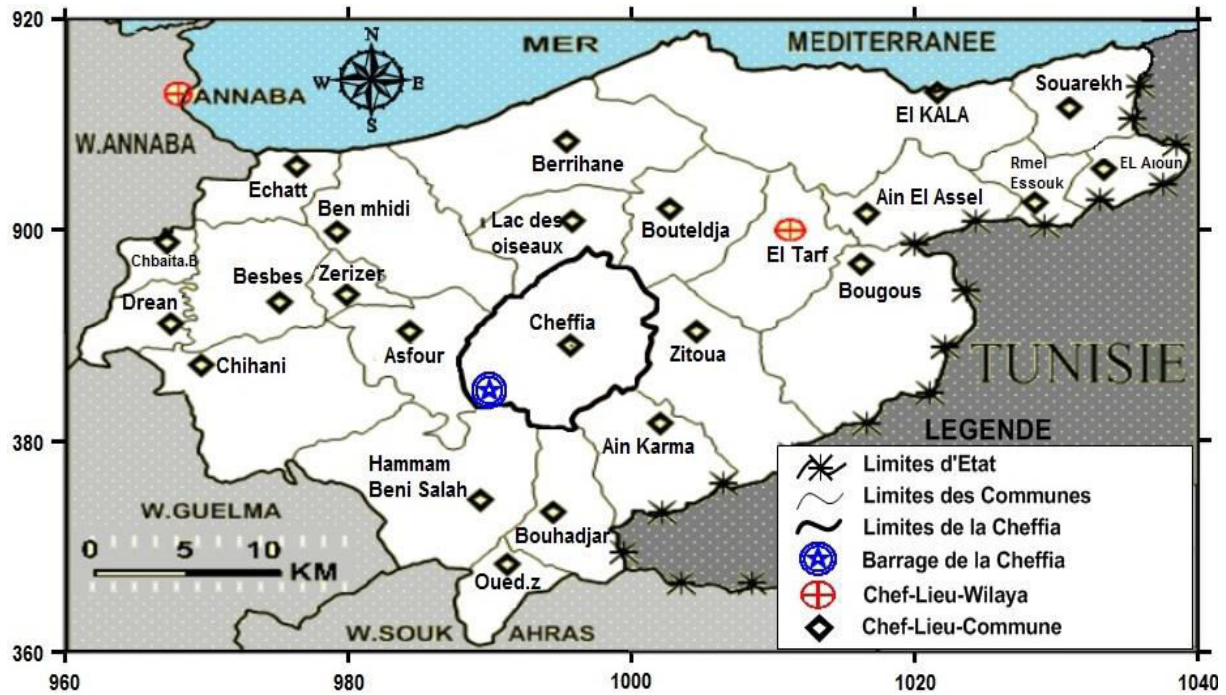 920
900
380
360
960
980
1000
1020
1040
N
W
E
S
MER
MEDITERRANEE
ANNABA
W.ANNABA
El KALA
Souarekh
Berrihane
Echatt
Rmel
Essouk
EL Aioun
Ben mhidi
Lac des
oiseaux
Bouteldja
Ain El Assel
Chbaita.B
El Tarf
Besbes
Zerizer
Bougous
Drean
Cheffia
Asfour
Zitoua
Chihani
TUNISIE
Ain Karma
Hammam
Beni Salah
W.GUELMA
Bouhadjar
Oued.z
W.SOUK
AHRAS
0 5 10
KM
LEGENDE
Limites d'Etat
Limites des Communes
Limites de la Cheffia
Barrage de la Cheffia
Chef-Lieu-Wilaya
Chef-Lieu-Commune